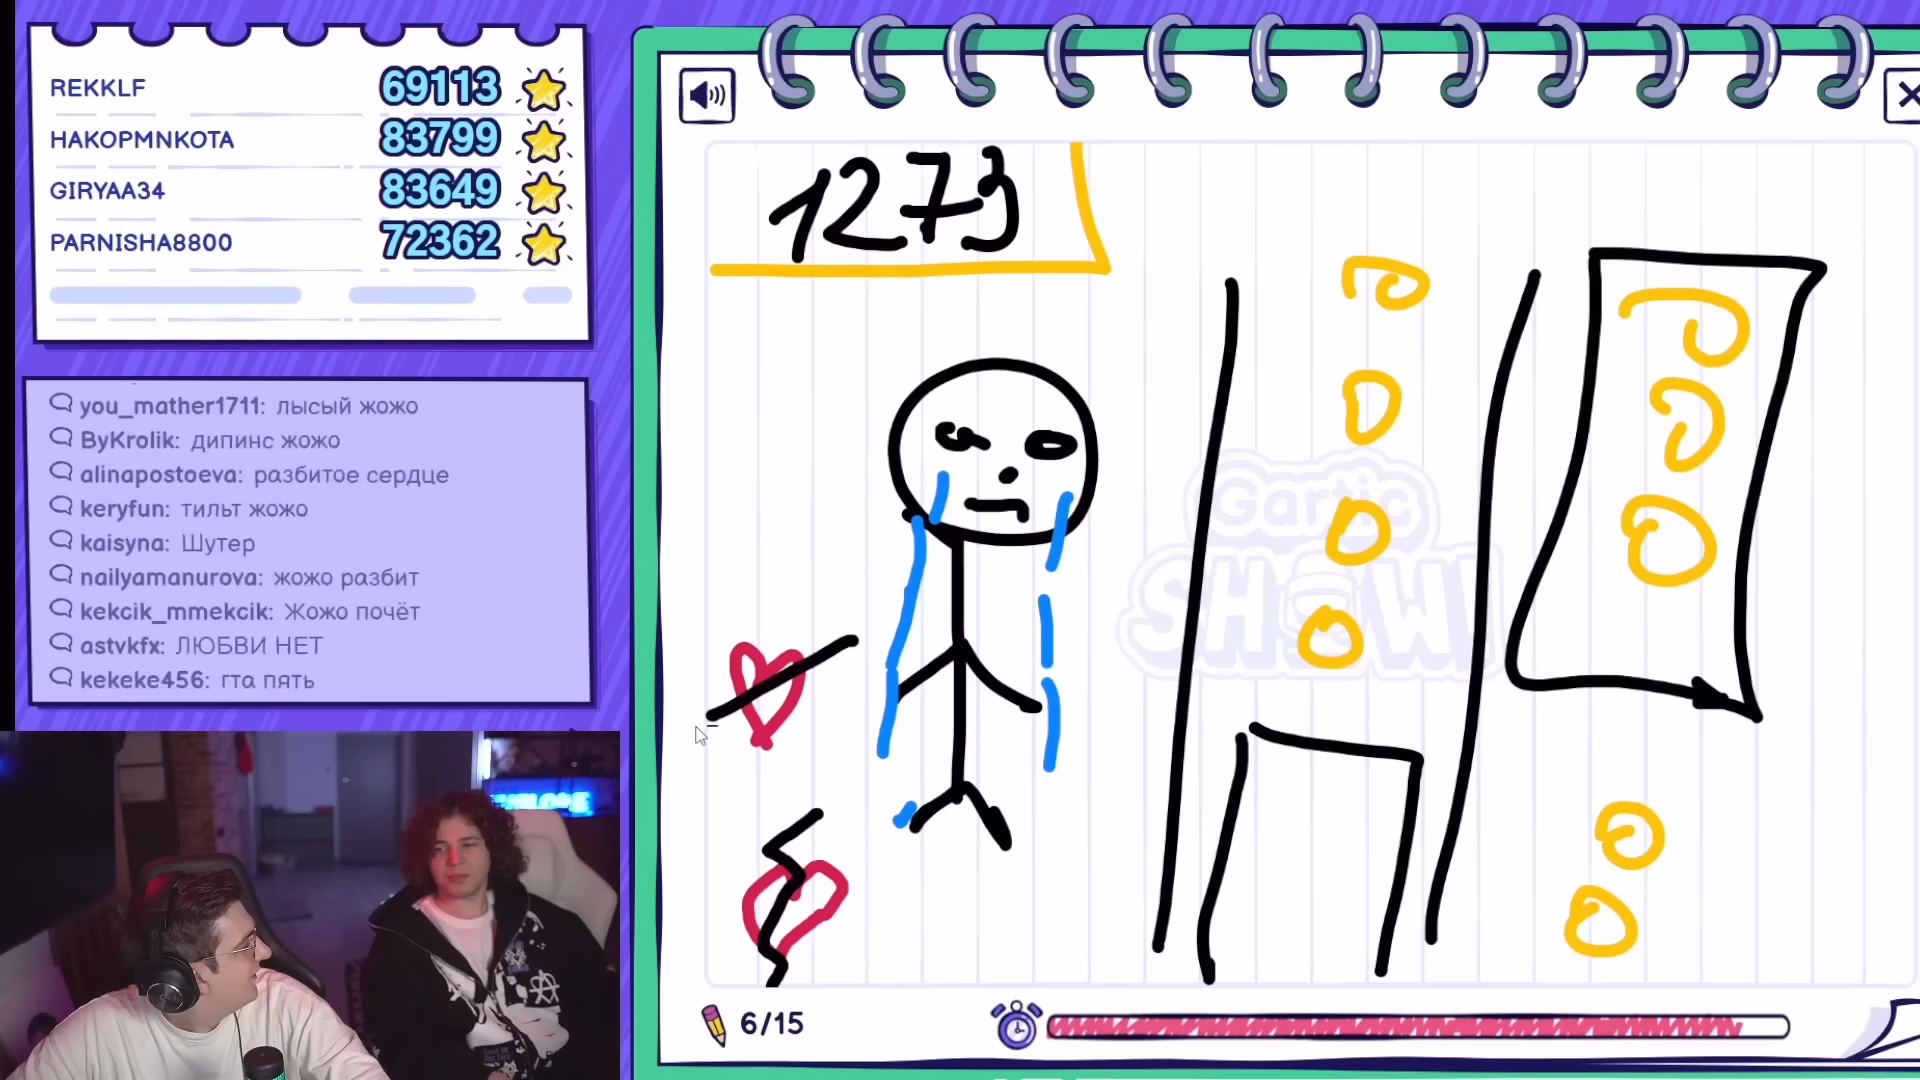 REKKLF 69113
HAKOPMNKOTA 83799
GIRYAA34 83649
PARNISHA8800 72362
you_mather1711: лысый жожо
ByKrolik: дипинс жожо
alinapostoeva: разбитое сердце
keryfun: тильт жожо
kaisyna: Шутер
nailyamanurova: жожо разбит
kekcik_mmekcik: Жожо почёт
astvkfx: ЛЮБВИ НЕТ
kekeke456: гта пять
1273
Gartic
SHOW!
6/15